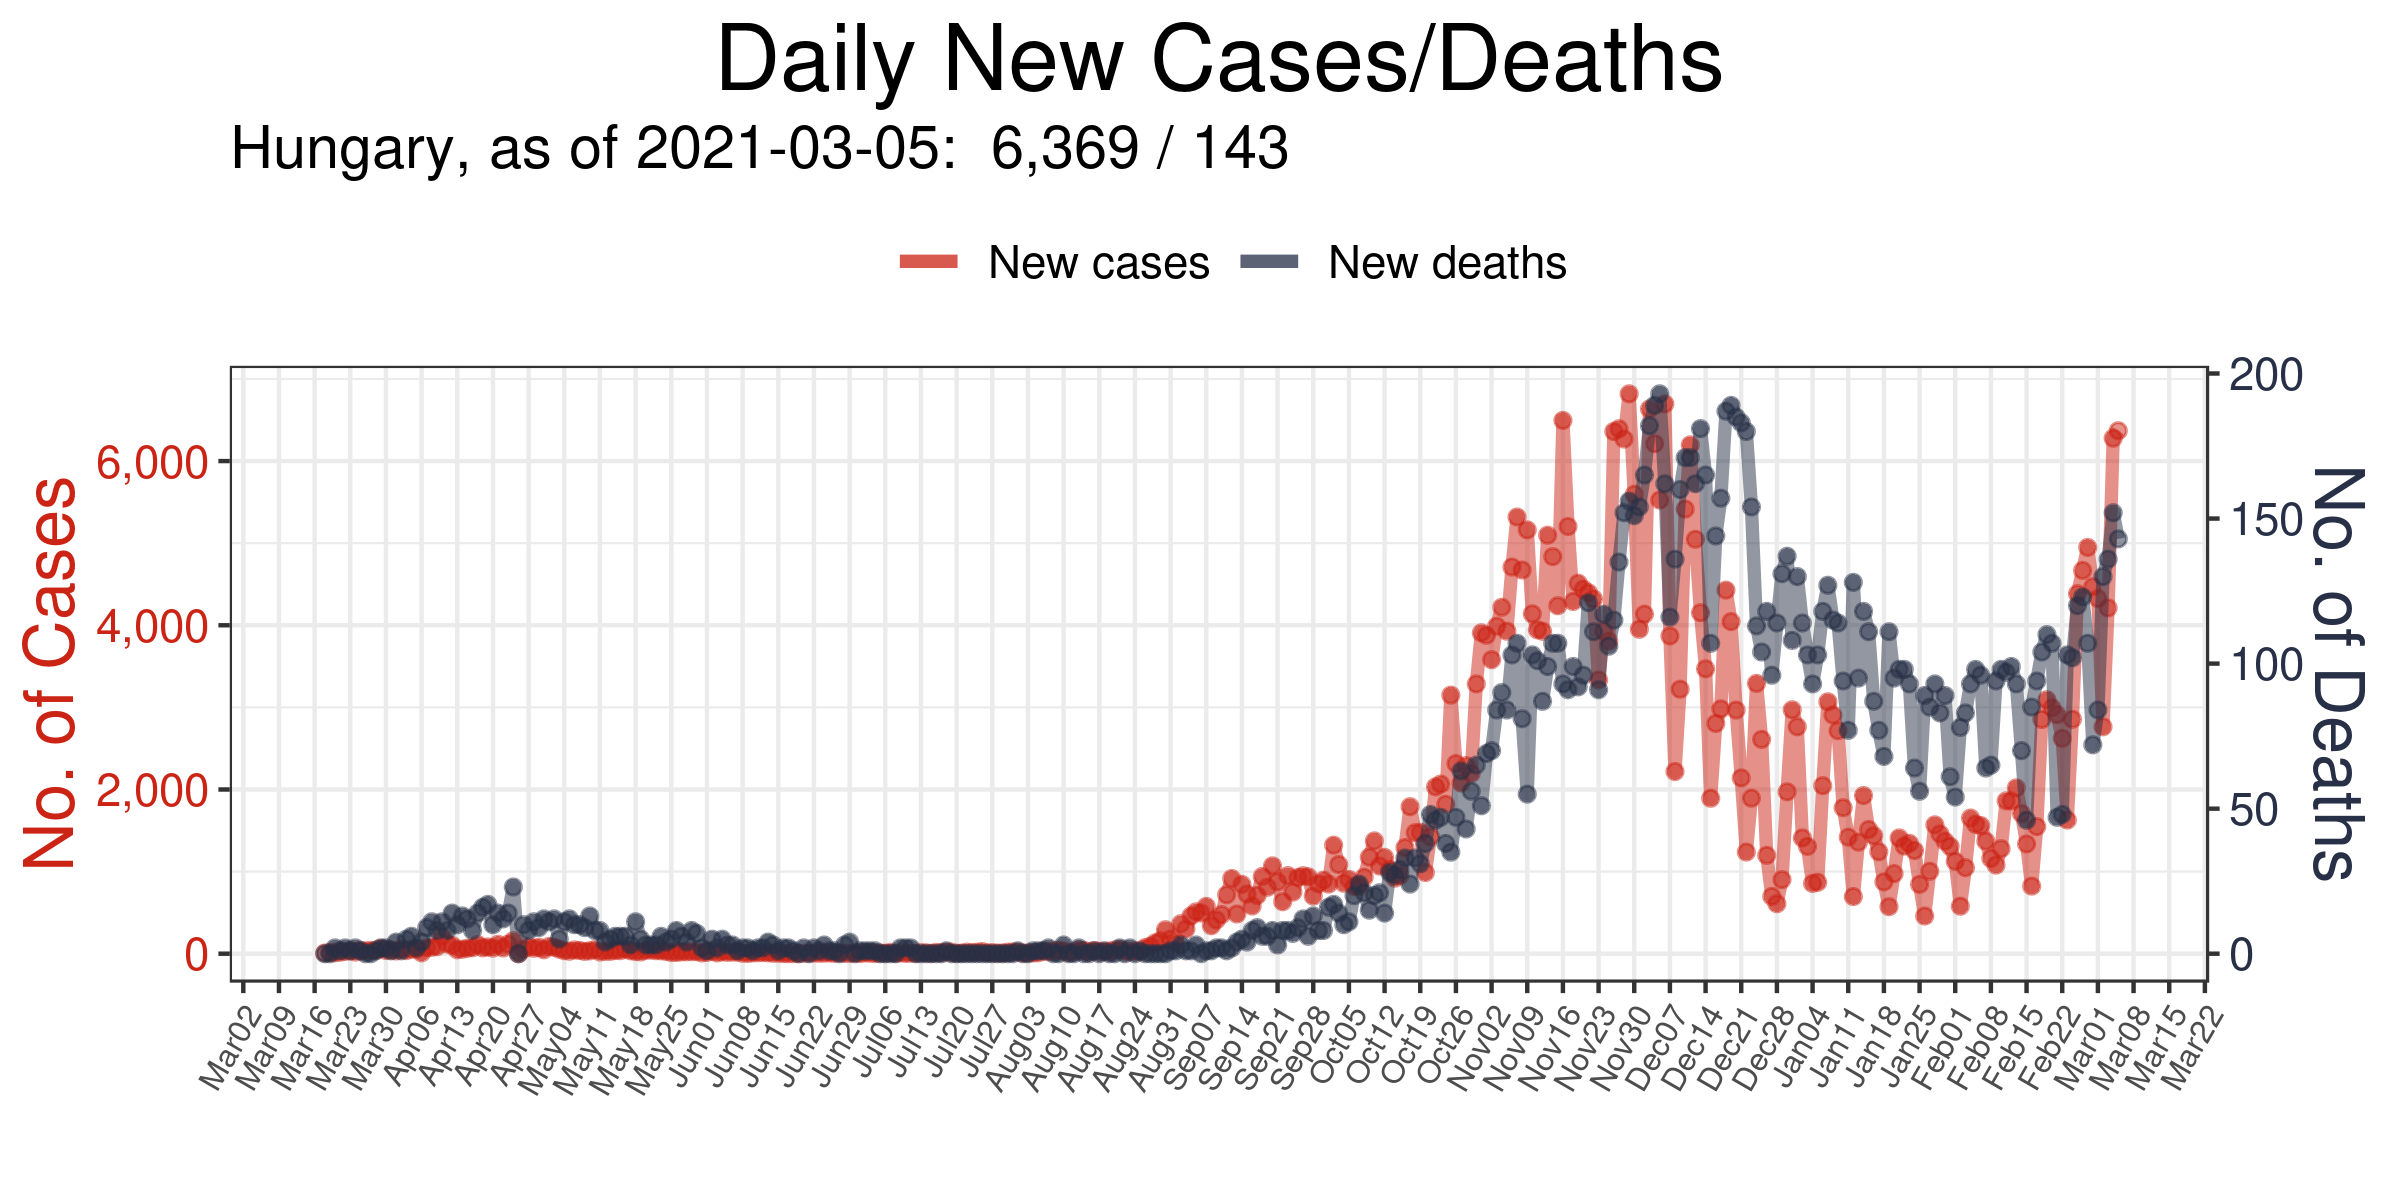 Daily New Cases/Deaths
Hungary, as of 2021-03-05:  6,369 / 143
New cases
New deaths
No. of Cases
6,000
4,000
2,000
0
200
150
100
50
0
No. of Deaths
Mar02
Mar09
Mar16
Mar23
Mar30
Apr06
Apr13
Apr20
Apr27
May04
May11
May18
May25
Jun01
Jun08
Jun15
Jun22
Jun29
Jul06
Jul13
Jul20
Jul27
Aug03
Aug10
Aug17
Aug24
Aug31
Sep07
Sep14
Sep21
Sep28
Oct05
Oct12
Oct19
Oct26
Nov02
Nov09
Nov16
Nov23
Nov30
Dec07
Dec14
Dec21
Dec28
Dec04
Jan11
Jan18
Jan25
Feb01
Feb08
Feb15
Feb22
Mar01
Mar08
Mar15
Mar22